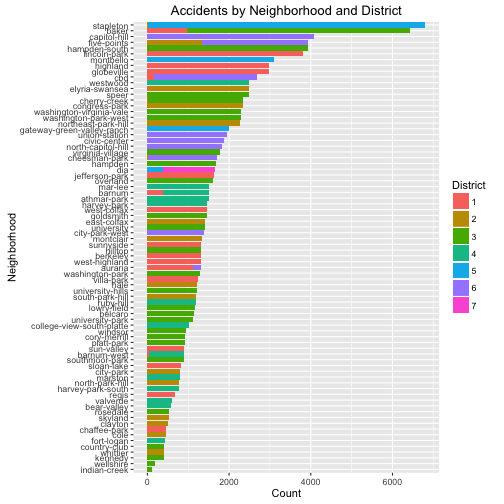 Accidents by Neighborhood and District
Neighborhood
stapleton
baker
capitol-hill
five-points
hampden-south
lincoln-park
montbello
highland
globeville
cbd
westwood
elyria-swansea
speer
cherry-creek
congress-park
washington-virginia-vale
washington-park-west
northeast-park-hill
gateway-green-valley-ranch
union-station
civic-center
north-capitol-hill
virginia-village
cheesman-park
hampden
dia
jefferson-park
overland
mar-lee
barnum
athmar-park
harvey-park
west-colfax
goldsmith
east-colfax
university
city-park-west
montclair
sunnyside
hilltop
berkeley
west-highland
auraria
washington-park
villa-park
hale
university-hills
south-park-hill
ruby-hill
lowry-field
belcaro
university-park
college-view-south-platte
windsor
cory-merrill
platt-park
sun-valley
barnum-west
southmoor-park
sloan-lake
city-park
marston
north-park-hill
harvey-park-south
regis
valverde
bear-valley
rosedale
skyland
clayton
chaffee-park
cole
fort-logan
country-club
whittier
kennedy
wellshire
indian-creek
0 2000 4000 6000
Count
District
1
2
3
4
5
6
7